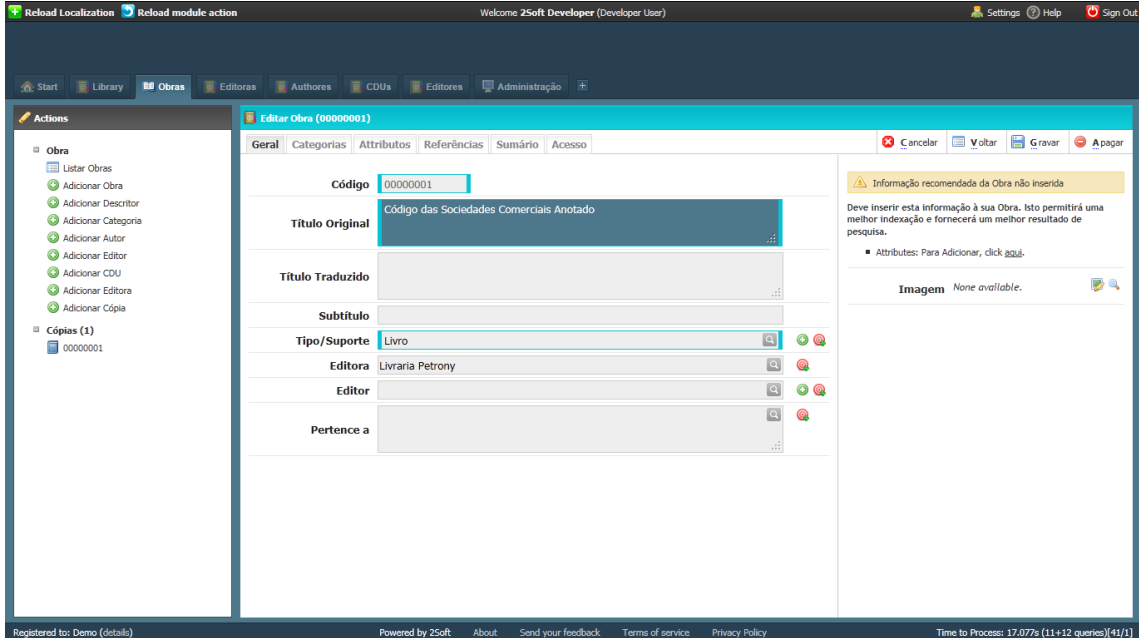 Reload Localization Reload module action Welcome 2Soft Developer (Developer User) Settings Help Sign Out
Start Library Obras Editoras Authores CDUs Editores Administração
Actions
Obra
Listar Obras
Adicionar Obra
Adicionar Descritor
Adicionar Categoria
Adicionar Autor
Adicionar Editor
Adicionar CDU
Adicionar Editora
Adicionar Cópia
Cópias (1)
00000001
Editar Obra (00000001)
Geral Categorias Attributos Referências Sumário Acesso
Cancelar Voltar Gravar Apagar
Código 00000001
Título Original Código das Sociedades Comerciais Anotado
Título Traduzido
Subtítulo
Tipo/Suporte Livro
Editora Livraria Petrony
Editor
Pertence a
Informação recomendada da Obra não inserida
Deve inserir esta informação à sua Obra. Isto permitirá uma
melhor indexação e fornecerá um melhor resultado de
pesquisa.
Attributes: Para Adicionar, click aqui.
Imagem None available.
Registered to: Demo (details) Powered by 2Soft About Send your feedback Terms of service Privacy Policy Time to Process: 17.077s (11+12 queries)[41/1]